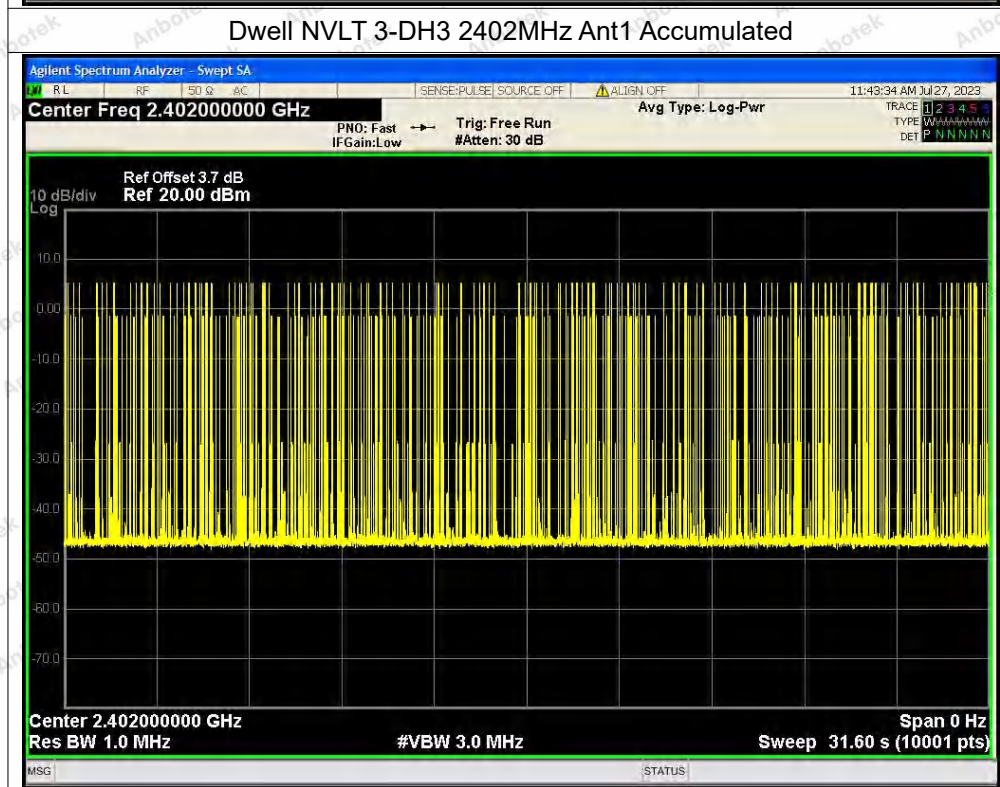 Dwell NVLT 3-DH3 2402MHz Ant1 Accumulated
Agilent Spectrum Analyzer - Swept SA
RL RF 50 Ω AC SENSE:PULSE SOURCE OFF ALIGN OFF 11:43:34 AM Jul 27, 2023
Center Freq 2.402000000 GHz Avg Type: Log-Pwr TRACE 1 2 3 4 5 6
PNO: Fast Trig: Free Run TYPE W
IFGain:Low #Atten: 30 dB DET P N N N N N
Ref Offset 3.7 dB
10 dB/div Ref 20.00 dBm
Log
10.0
0.00
-10.0
-20.0
-30.0
-40.0
-50.0
-60.0
-70.0
Center 2.402000000 GHz Span 0 Hz
Res BW 1.0 MHz #VBW 3.0 MHz Sweep 31.60 s (10001 pts)
MSG STATUS
Anbotek